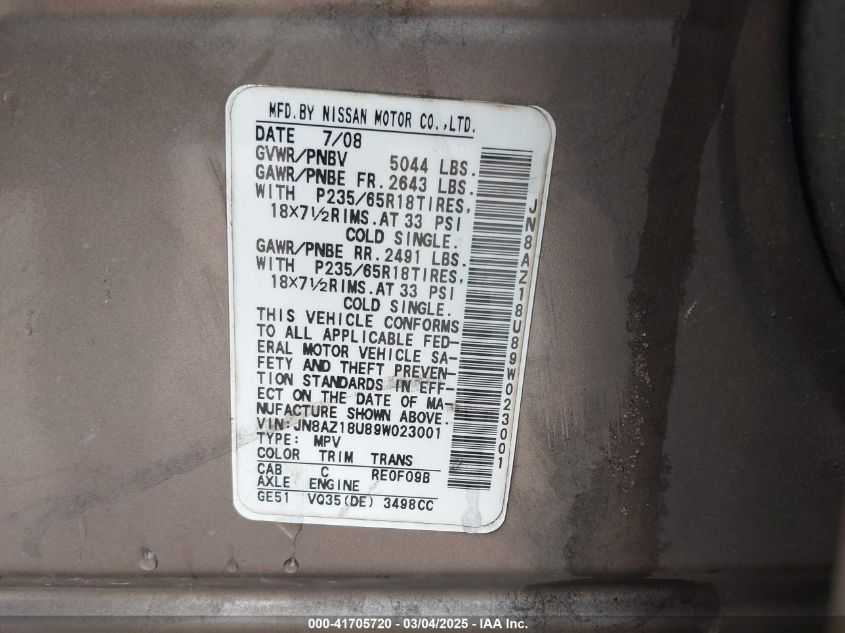 MFD.BY NISSAN MOTOR CO.,LTD.
DATE 7/08
GVWR/PNBV 5044 LBS.
GAWR/PNBE FR. 2643 LBS.
WITH P235/65R18TIRES,
18×7½RIMS.AT 33 PSI
COLD SINGLE.
GAWR/PNBE RR. 2491 LBS.
WITH P235/65R18TIRES,
18×7½RIMS.AT 33 PSI
COLD SINGLE.
THIS VEHICLE CONFORMS
TO ALL APPLICABLE FED-
ERAL MOTOR VEHICLE SA-
FETY AND THEFT PREVEN-
TION STANDARDS IN EFF-
ECT ON THE DATE OF MA-
NUFACTURE SHOWN ABOVE.
VIN: JN8AZ18U89W023001
TYPE: MPV
COLOR TRIM TRANS
CAB C RE0F09B
AXLE ENGINE
GE51 VQ35(DE) 3498CC
JN8AZ18U89W023001
000-41705720 - 03/04/2025 - IAA Inc.